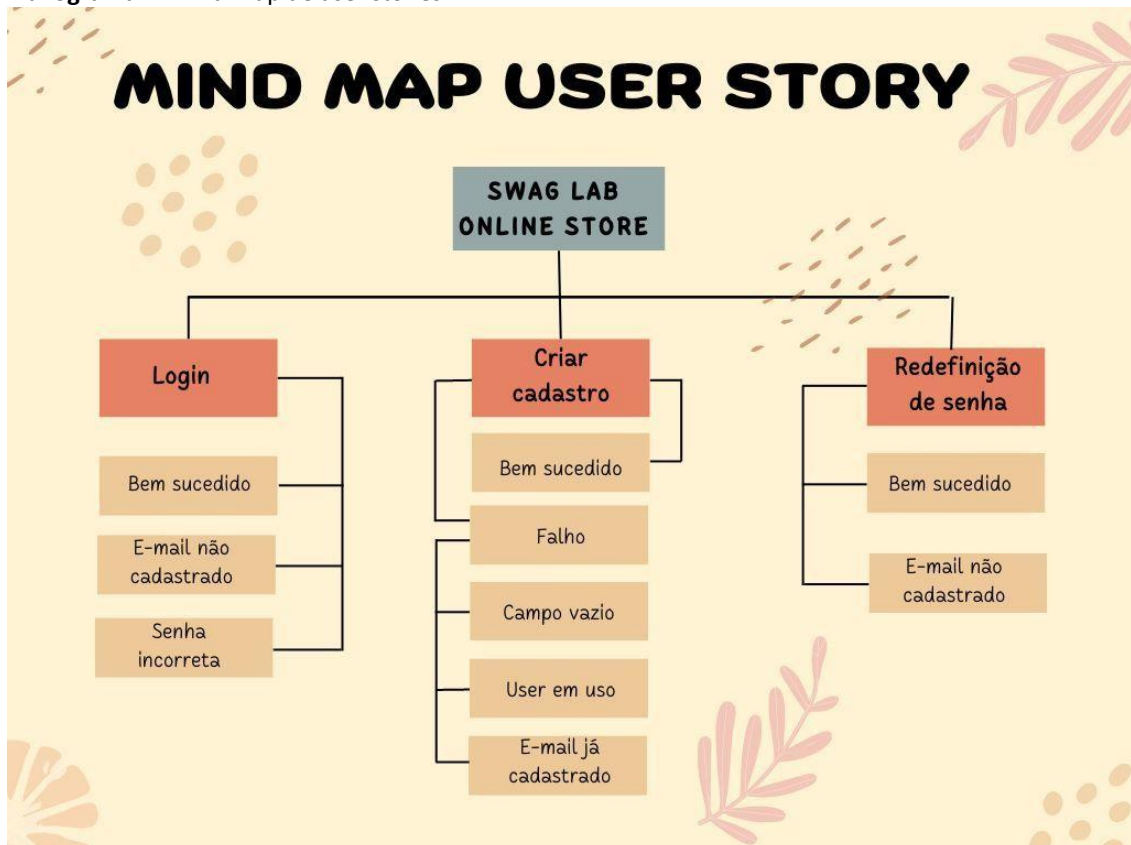 MIND MAP USER STORY
SWAG LAB
ONLINE STORE
Login
Bem sucedido
E-mail não
cadastrado
Senha
incorreta
Criar
cadastro
Bem sucedido
Falho
Campo vazio
User em uso
E-mail já
cadastrado
Redefinição
de senha
Bem sucedido
E-mail não
cadastrado